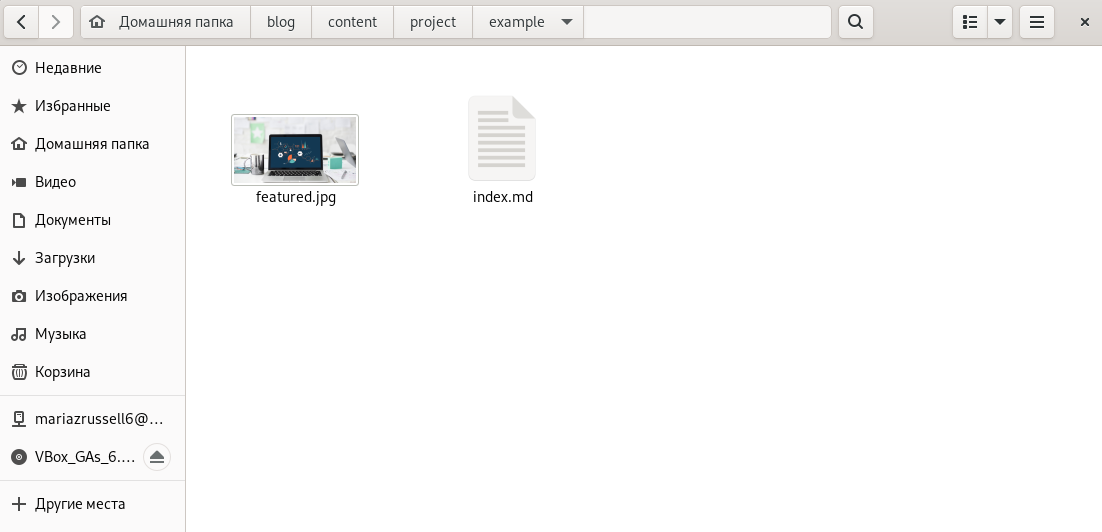 Домашняя папка blog content project example
Недавние
Избранные
Домашняя папка
Видео
Документы
Загрузки
Изображения
Музыка
Корзина
mariazrussell6@...
VBox_GAs_6....
Другие места
featured.jpg index.md